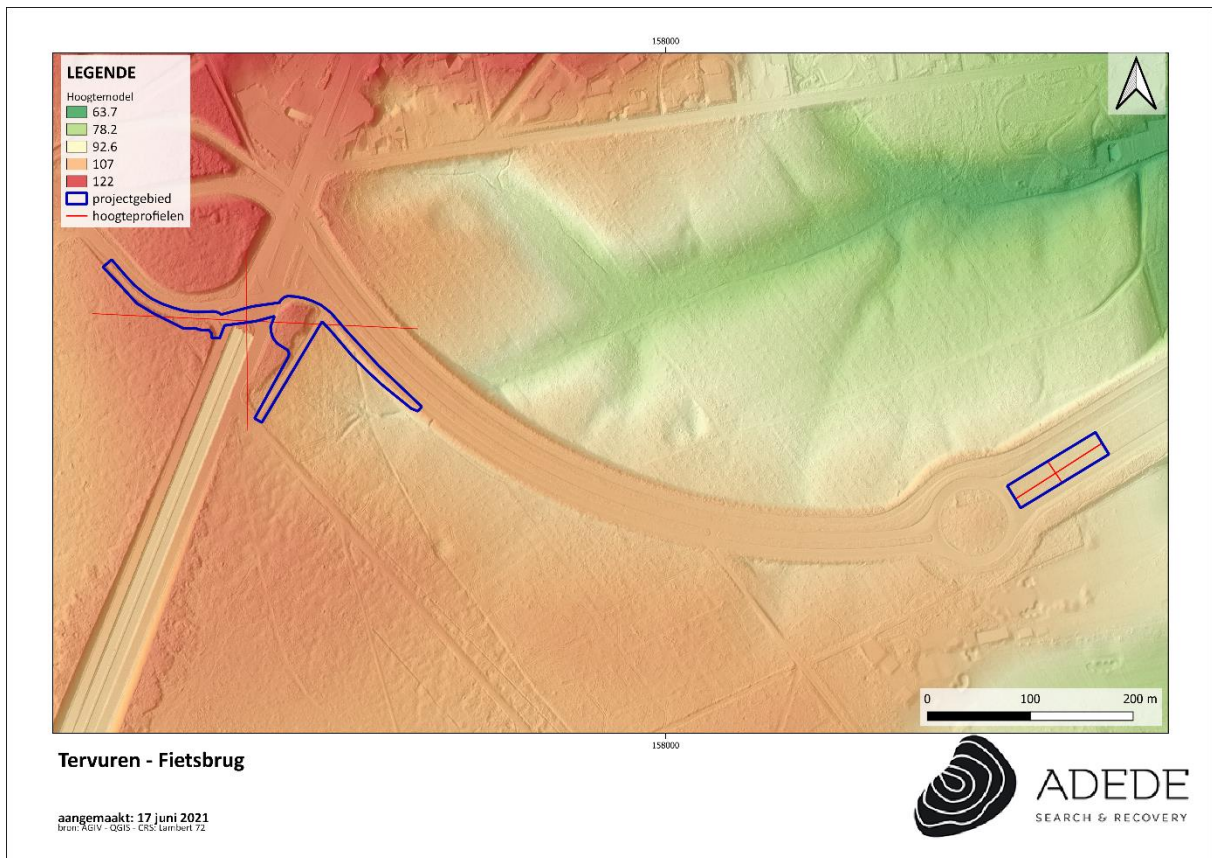 158000
LEGENDE
Hoogtemodel
63.7
78.2
92.6
107
122
projectgebied
hoogteprofielen
0 100 200 m
158000
Tervuren - Fietsbrug
aangemaakt: 17 juni 2021
bron: AGIV - QGIS - CRS: Lambert 72
ADEDE
SEARCH & RECOVERY